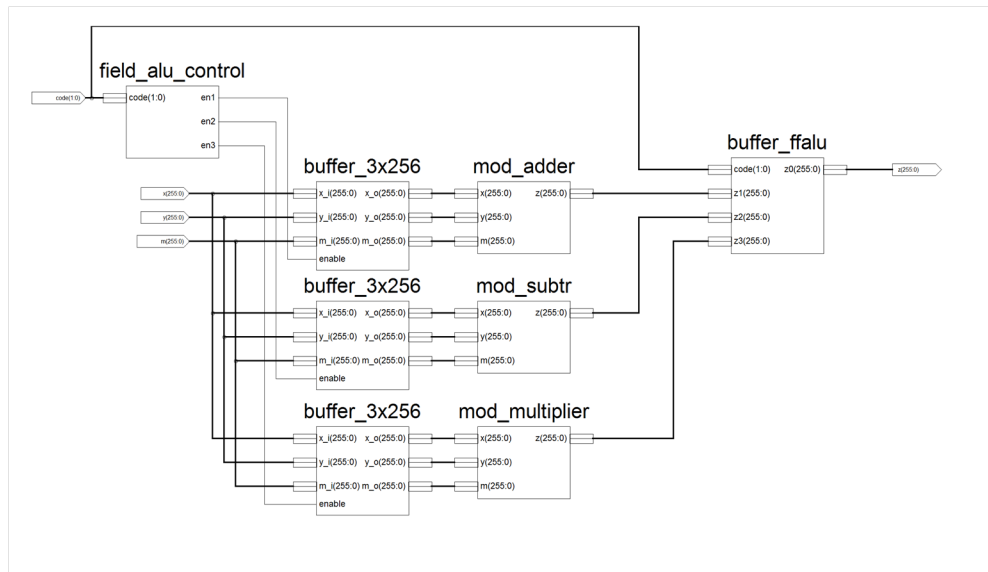 field_alu_control
code(1:0)
code(1:0) en1
en2
en3
buffer_ffalu
code(1:0) z0(255:0)
z1(255:0)
z2(255:0)
z3(255:0)
z(255:0)
x(255:0)
y(255:0)
m(255:0)
buffer_3x256
x_i(255:0) x_o(255:0)
y_i(255:0) y_o(255:0)
m_i(255:0) m_o(255:0)
enable
mod_adder
x(255:0) z(255:0)
y(255:0)
m(255:0)
buffer_3x256
x_i(255:0) x_o(255:0)
y_i(255:0) y_o(255:0)
m_i(255:0) m_o(255:0)
enable
mod_subtr
x(255:0) z(255:0)
y(255:0)
m(255:0)
buffer_3x256
x_i(255:0) x_o(255:0)
y_i(255:0) y_o(255:0)
m_i(255:0) m_o(255:0)
enable
mod_multiplier
x(255:0) z(255:0)
y(255:0)
m(255:0)